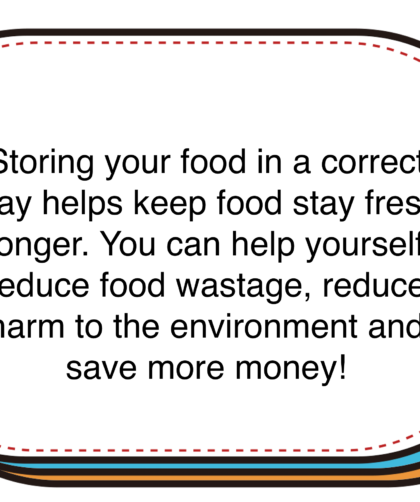 Storing your food in a correct
ay helps keep food stay fres
onger. You can help yourself
educe food wastage, reduce
harm to the environment and
save more money!